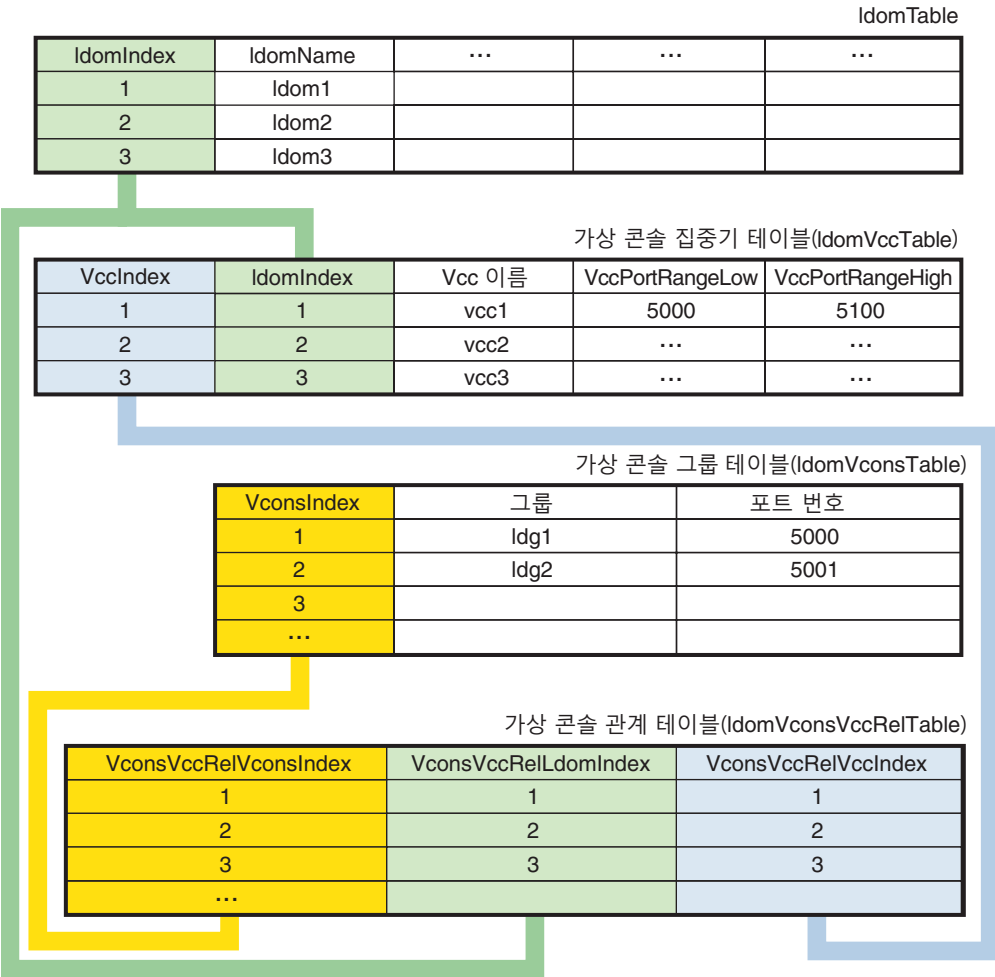 ldomTable
ldomIndex ldomName ... ... ...
1 ldom1
2 ldom2
3 ldom3
가상 콘솔 집중기 테이블(ldomVccTable)
VccIndex ldomIndex Vcc 이름 VccPortRangeLow VccPortRangeHigh
1 1 vcc1 5000 5100
2 2 vcc2 ... ...
3 3 vcc3 ... ...
가상 콘솔 그룹 테이블(ldomVconsTable)
VconsIndex 그룹 포트 번호
1 ldg1 5000
2 ldg2 5001
3
...
가상 콘솔 관계 테이블(ldomVconsVccRelTable)
VconsVccRelVconsIndex VconsVccRelLdomIndex VconsVccRelVccIndex
1 1 1
2 2 2
3 3 3
...